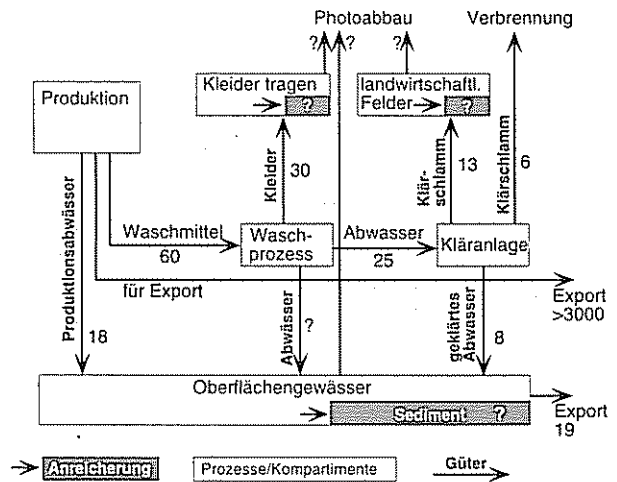 Photoabbau
Verbrennung
? ? ?
Produktion
Kleider tragen
?
landwirtschaftl.
Felder
?
Kleider
30
Klär-
schlamm
13
Klärschlamm
6
Produktionsabwässer
18
Waschmittel
60
Wasch-
prozess
Abwasser
25
Kläranlage
für Export
Export
>3000
Abwässer
?
geklärtes
Abwasser
8
Oberflächengewässer
Sediment ?
Export
19
Anreicherung
Prozesse/Kompartimente
Güter